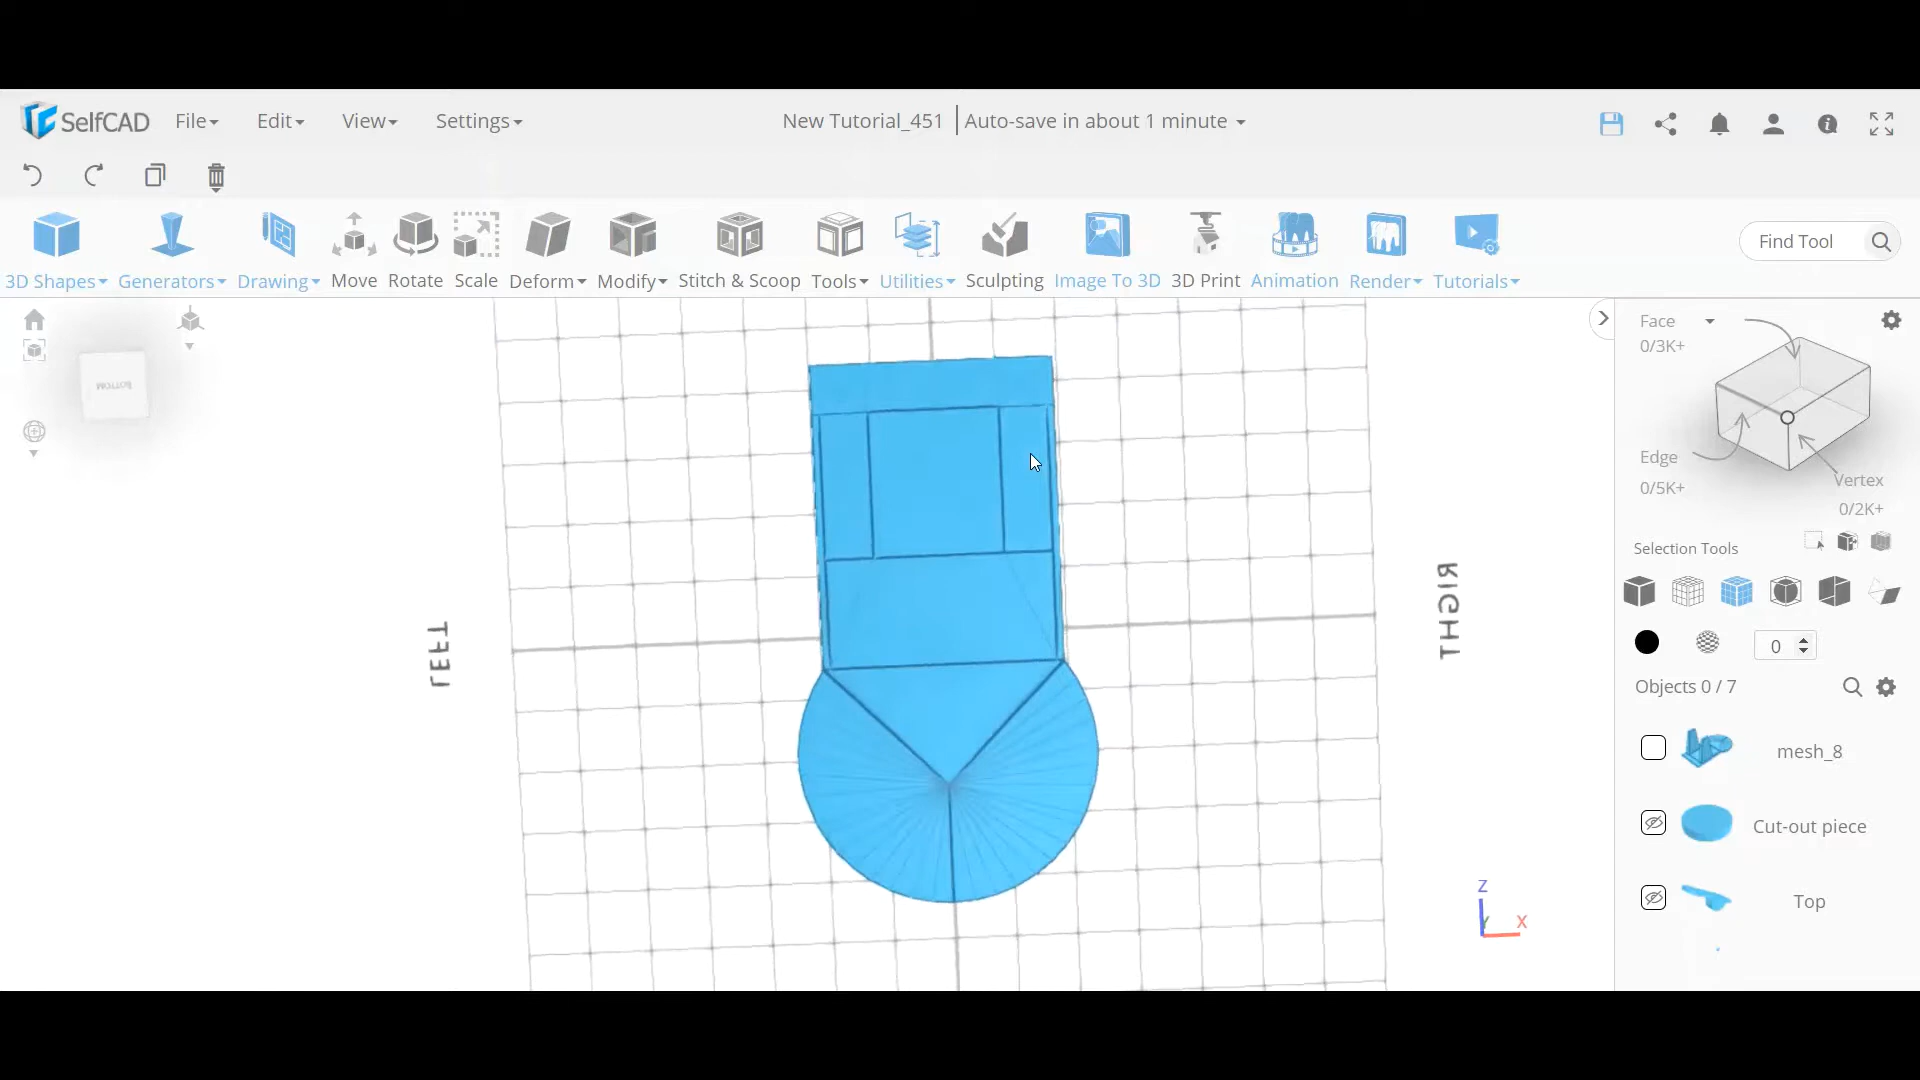 SelfCAD File Edit View Settings New Tutorial_451 Auto-save in about 1 minute
3D Shapes Generators Drawing Move Rotate Scale Deform Modify Stitch & Scoop Tools Utilities Sculpting Image To 3D 3D Print Animation Render Tutorials Find Tool
Face
0/3K+
BOTTOM
Edge
0/5K+
Vertex
0/2K+
Selection Tools
LEFT
RIGHT
0
Objects 0 / 7
mesh_8
Cut-out piece
Top
Z
Y
X